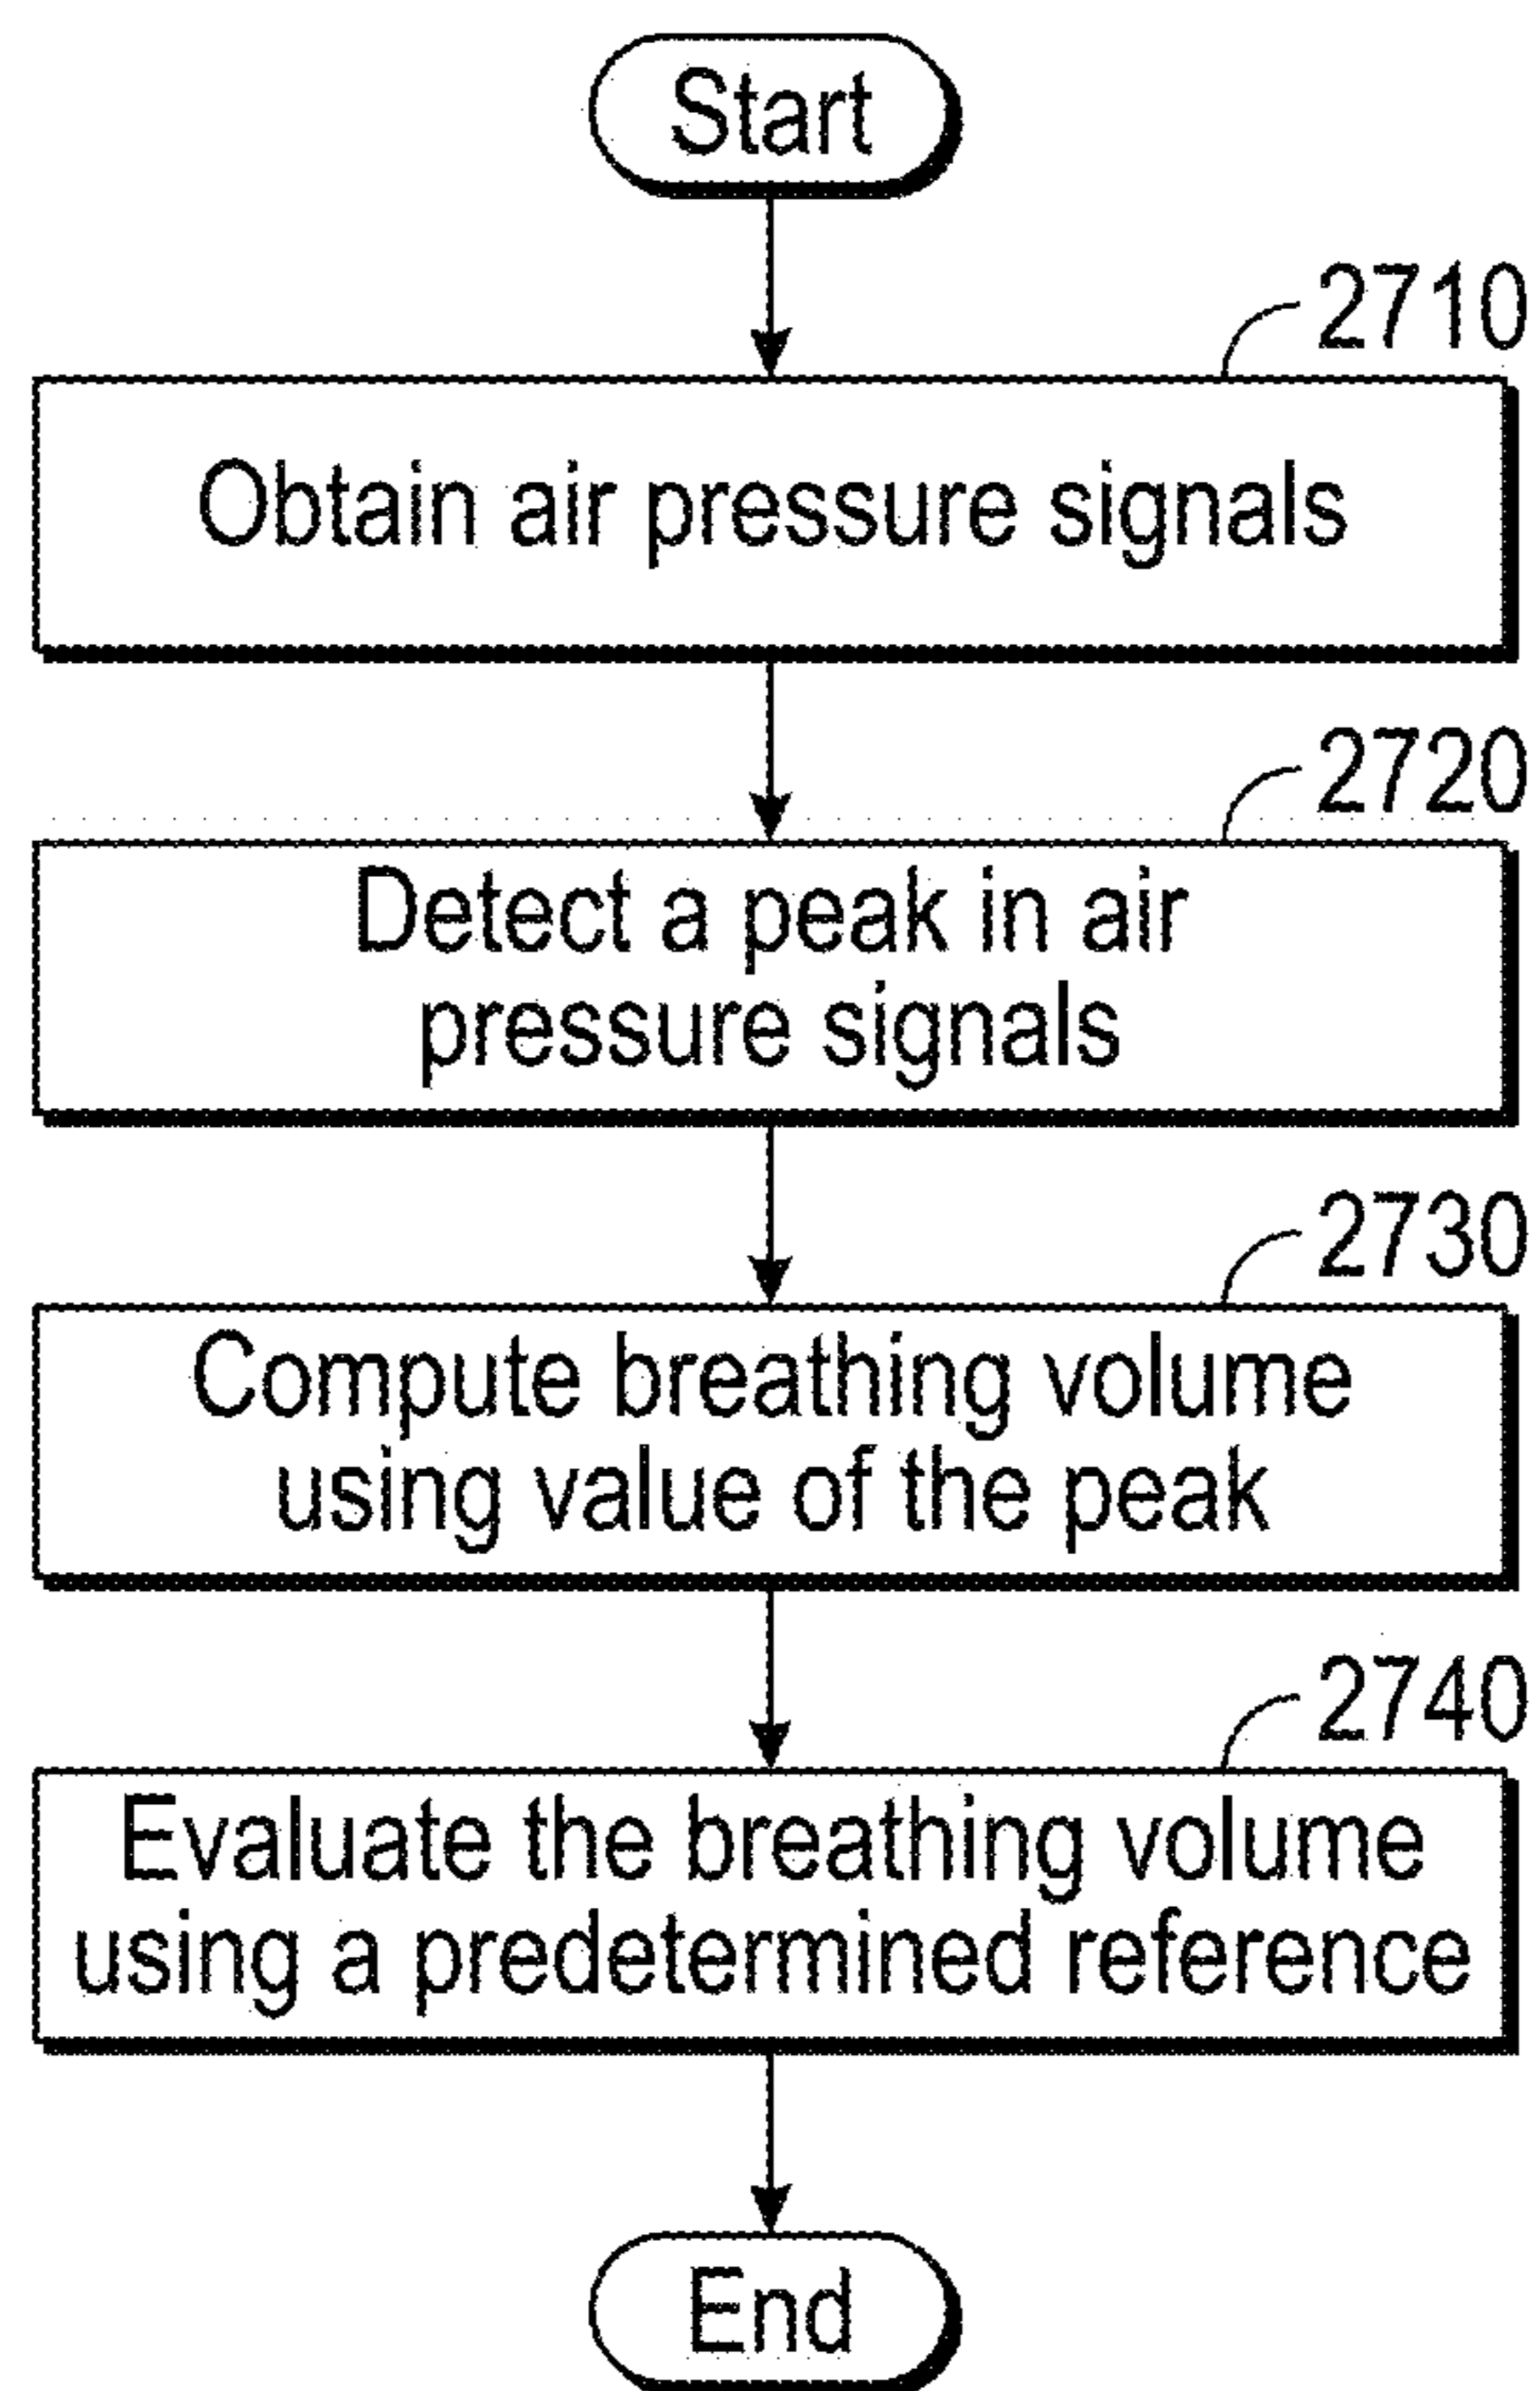 Start
2710
Obtain air pressure signals
2720
Detect a peak in air
pressure signals
2730
Compute breathing volume
using value of the peak
2740
Evaluate the breathing volume
using a predetermined reference
End